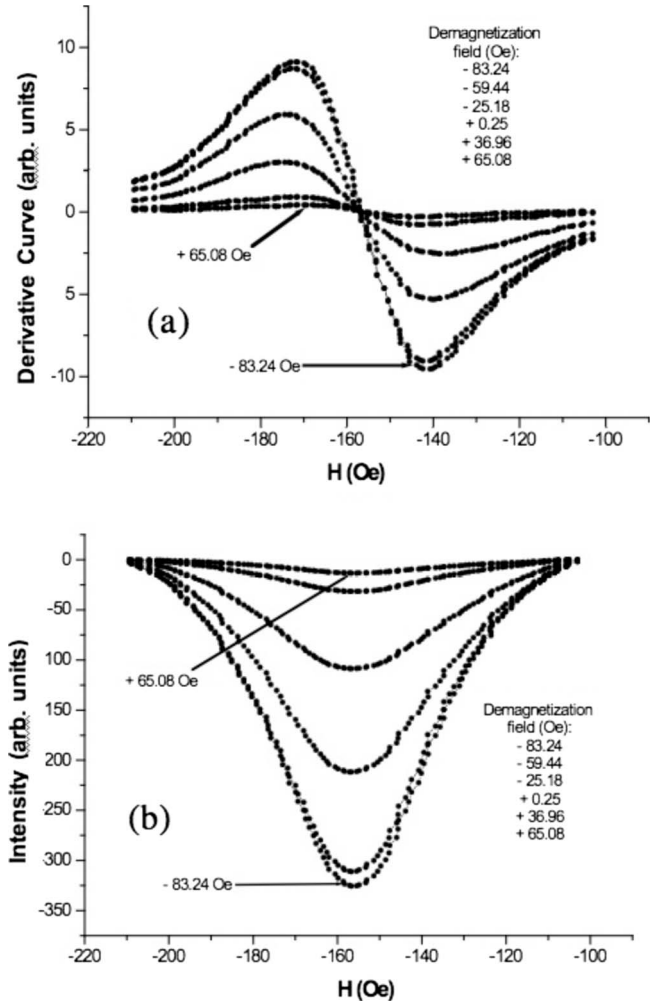 Derivative Curve (arb. units)
10
5
0
5
-10
Demagnetization
field (Oe):
- 83.24
- 59.44
- 25.18
+ 0.25
+ 36.96
+ 65.08
+ 65.08 Oe
(a)
- 83.24 Oe
-220 -200 -180 -160 -140 -120 -100
H (Oe)
Intensity (arb. units)
0
-50
100
150
200
250
300
-350
+ 65.08 Oe
Demagnetization
field (Oe):
- 83.24
- 59.44
- 25.18
+ 0.25
+ 36.96
+ 65.08
(b)
- 83.24 Oe
-220 -200 -180 -160 -140 -120 -100
H (Oe)